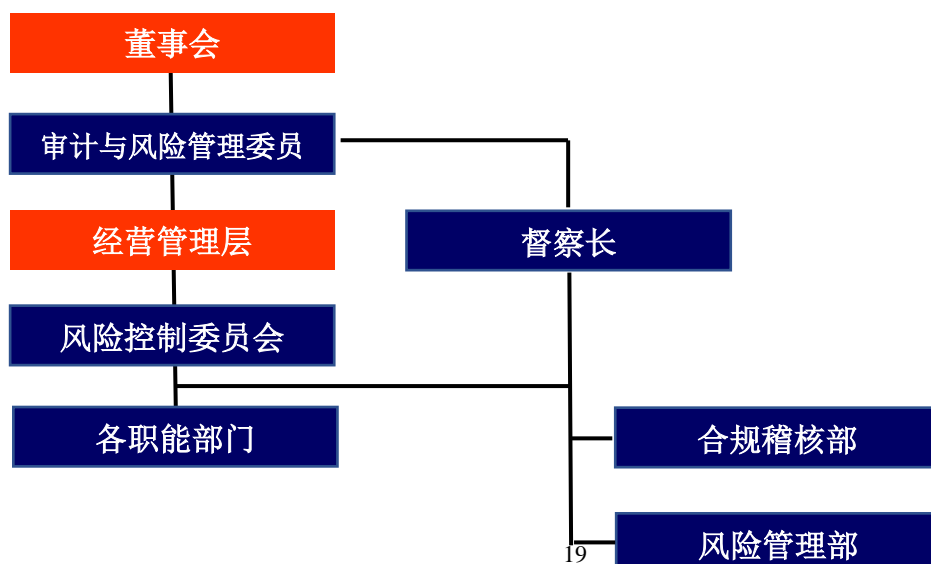 董事会
审计与风险管理委员
经营管理层
督察长
风险控制委员会
各职能部门
合规稽核部
风险管理部
19